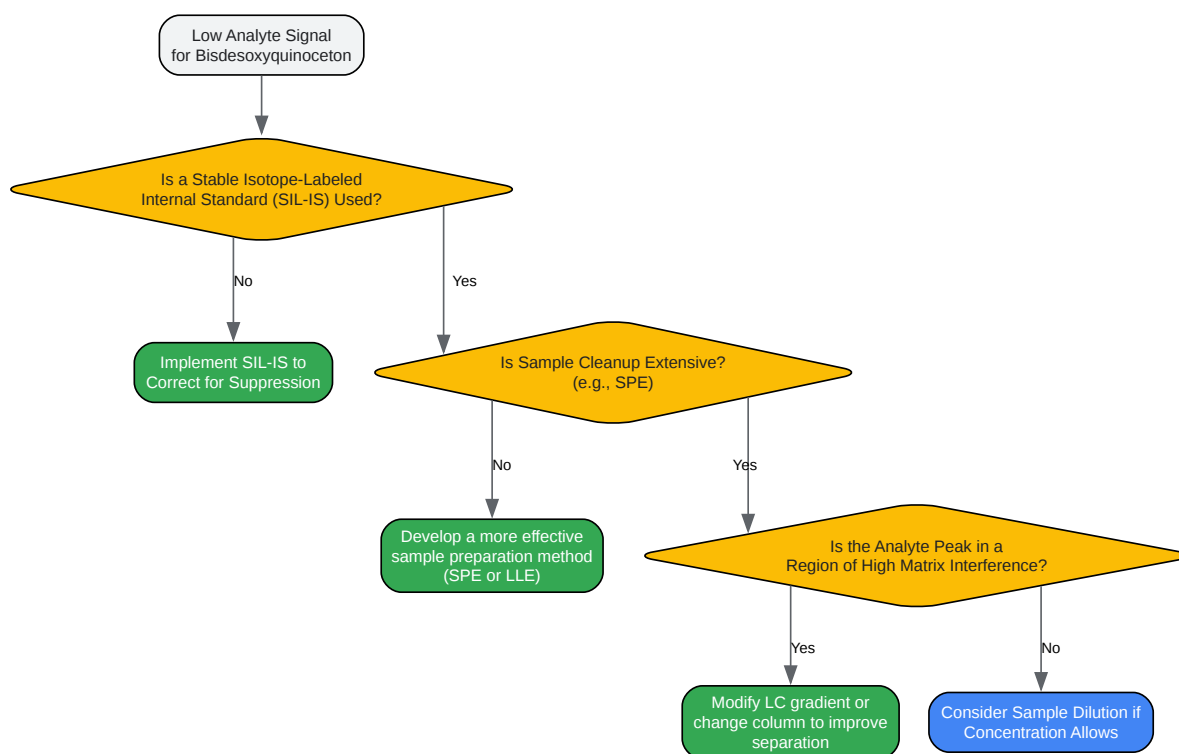 Low Analyte Signal
for Bisdesoxyquinoceton
Is a Stable Isotope-Labeled
Internal Standard (SIL-IS) Used?
No
Yes
Implement SIL-IS to
Correct for Suppression
Is Sample Cleanup Extensive?
(e.g., SPE)
No
Yes
Develop a more effective
sample preparation method
(SPE or LLE)
Is the Analyte Peak in a
Region of High Matrix Interference?
Yes
No
Modify LC gradient or
change column to improve
separation
Consider Sample Dilution if
Concentration Allows